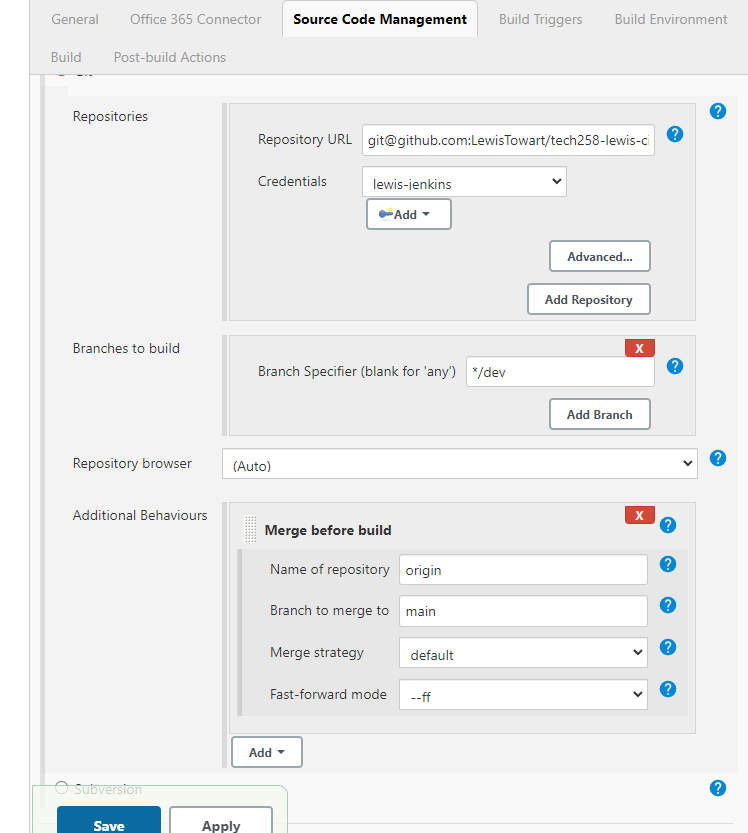 General Office 365 Connector Source Code Management Build Triggers Build Environment
Build Post-build Actions
Repositories
Repository URL git@github.com:LewisTowart/tech258-lewis-ci
Credentials lewis-jenkins
Add
Advanced...
Add Repository
Branches to build
X
Branch Specifier (blank for 'any') */dev
Add Branch
Repository browser (Auto)
Additional Behaviours
X
Merge before build
Name of repository origin
Branch to merge to main
Merge strategy default
Fast-forward mode --ff
Add
Subversion
Save Apply